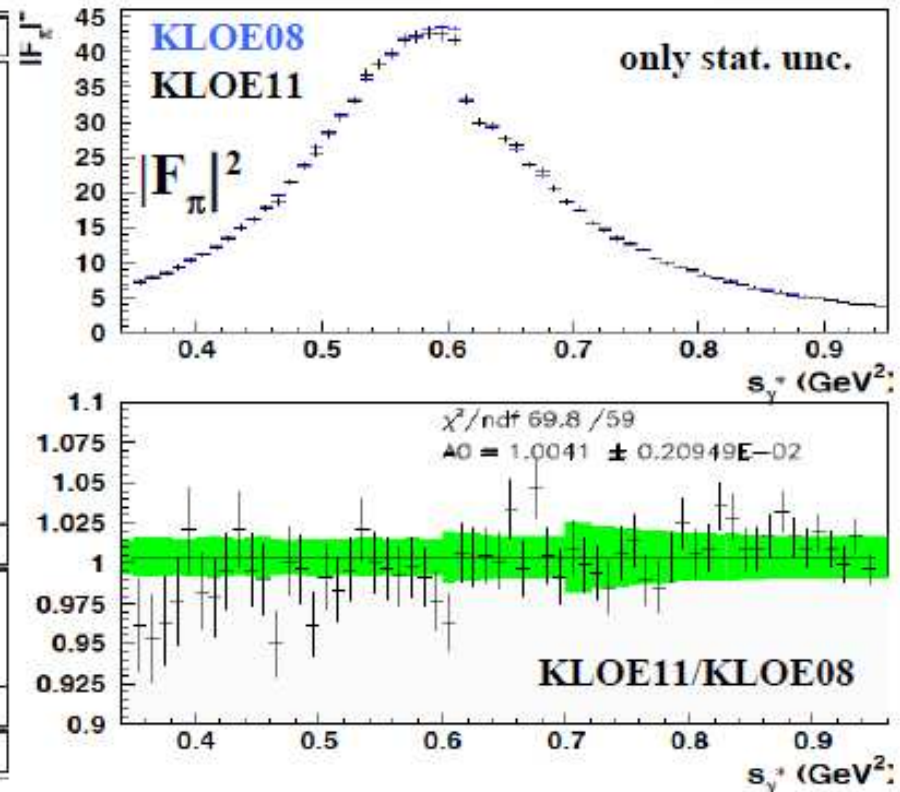 |Fπ|²
45
40
35
30
25
20
15
10
5
0
KLOE08
KLOE11
only stat. unc.
|Fπ|²
0.4 0.5 0.6 0.7 0.8 0.9
sγ* (GeV²)
1.1
1.075
1.05
1.025
1
0.975
0.95
0.925
0.9
χ²/ndf 69.8 /59
A0 = 1.0041 ± 0.20949E−02
KLOE11/KLOE08
0.4 0.5 0.6 0.7 0.8 0.9
sγ* (GeV²)